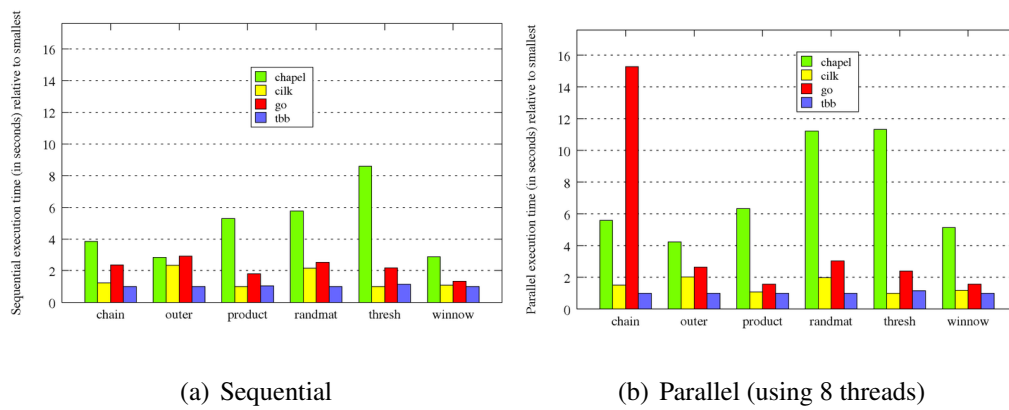 Sequential execution time (in seconds) relative to smallest
16
14
12
10
8
6
4
2
0
chapel
cilk
go
tbb
chain outer product randmat thresh winnow
(a) Sequential
Parallel execution time (in seconds) relative to smallest
16
14
12
10
8
6
4
2
0
chapel
cilk
go
tbb
chain outer product randmat thresh winnow
(b) Parallel (using 8 threads)